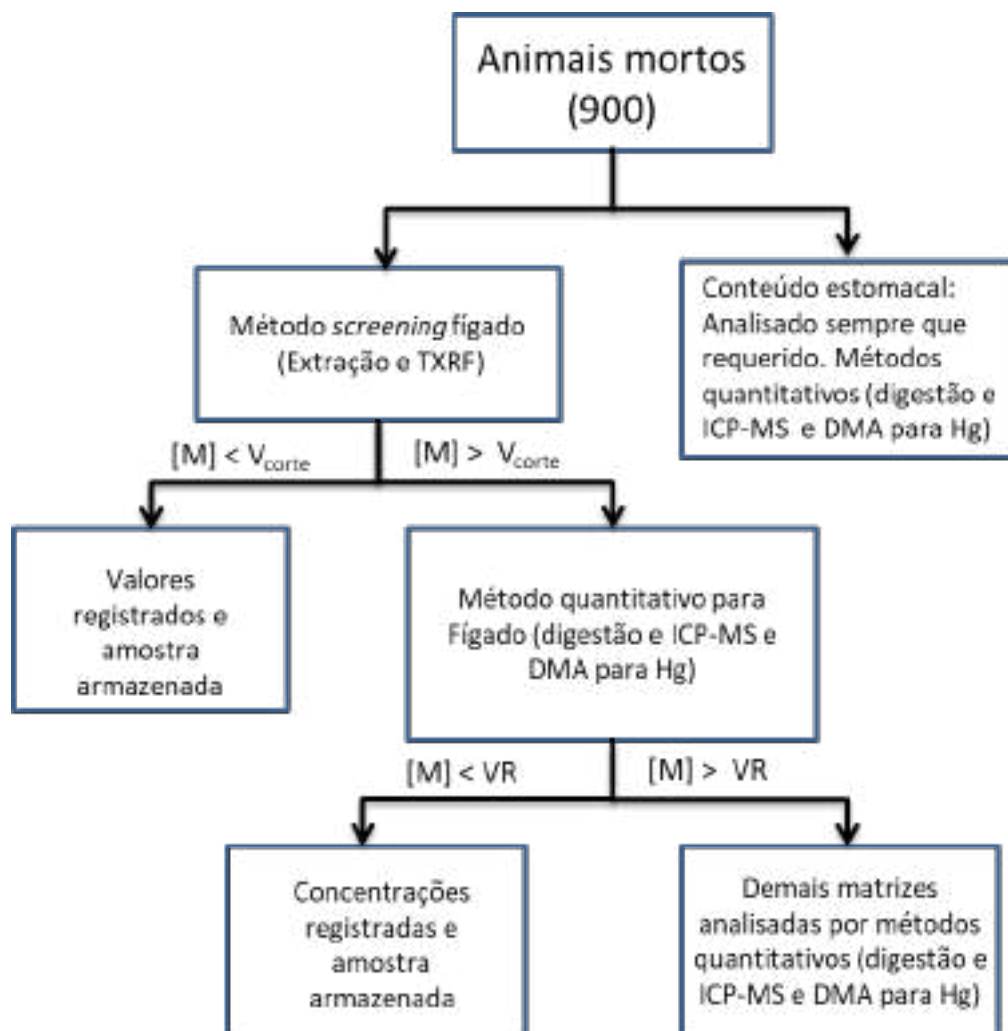 Animais mortos
(900)
Método screening fígado
(Extração e TXRF)
Conteúdo estomacal:
Analisado sempre que
requerido. Métodos
quantitativos (digestão e
ICP-MS e DMA para Hg)
[M] < Vcorte
[M] > Vcorte
Valores
registrados e
amostra
armazenada
Método quantitativo para
Fígado (digestão e ICP-MS e
DMA para Hg)
[M] < VR
[M] > VR
Concentrações
registradas e
amostra
armazenada
Demais matrizes
analisadas por métodos
quantitativos (digestão e
ICP-MS e DMA para Hg)